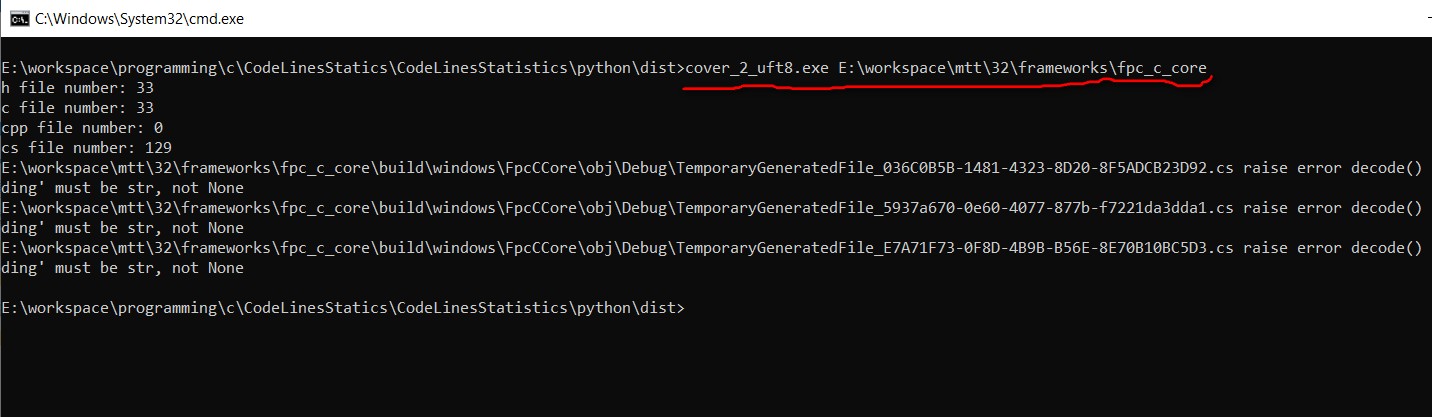 C:\Windows\System32\cmd.exe
E:\workspace\programming\c\CodeLinesStatics\CodeLinesStatistics\python\dist>cover_2_uft8.exe E:\workspace\mtt\32\frameworks\fpc_c_core
h file number: 33
c file number: 33
cpp file number: 0
cs file number: 129
E:\workspace\mtt\32\frameworks\fpc_c_core\build\windows\FpcCCore\obj\Debug\TemporaryGeneratedFile_036C0B5B-1481-4323-8D20-8F5ADCB23D92.cs raise error decode()
ding' must be str, not None
E:\workspace\mtt\32\frameworks\fpc_c_core\build\windows\FpcCCore\obj\Debug\TemporaryGeneratedFile_5937a670-0e60-4077-877b-f7221da3dda1.cs raise error decode()
ding' must be str, not None
E:\workspace\mtt\32\frameworks\fpc_c_core\build\windows\FpcCCore\obj\Debug\TemporaryGeneratedFile_E7A71F73-0F8D-4B9B-B56E-8E70B10BC5D3.cs raise error decode()
ding' must be str, not None
E:\workspace\programming\c\CodeLinesStatics\CodeLinesStatistics\python\dist>